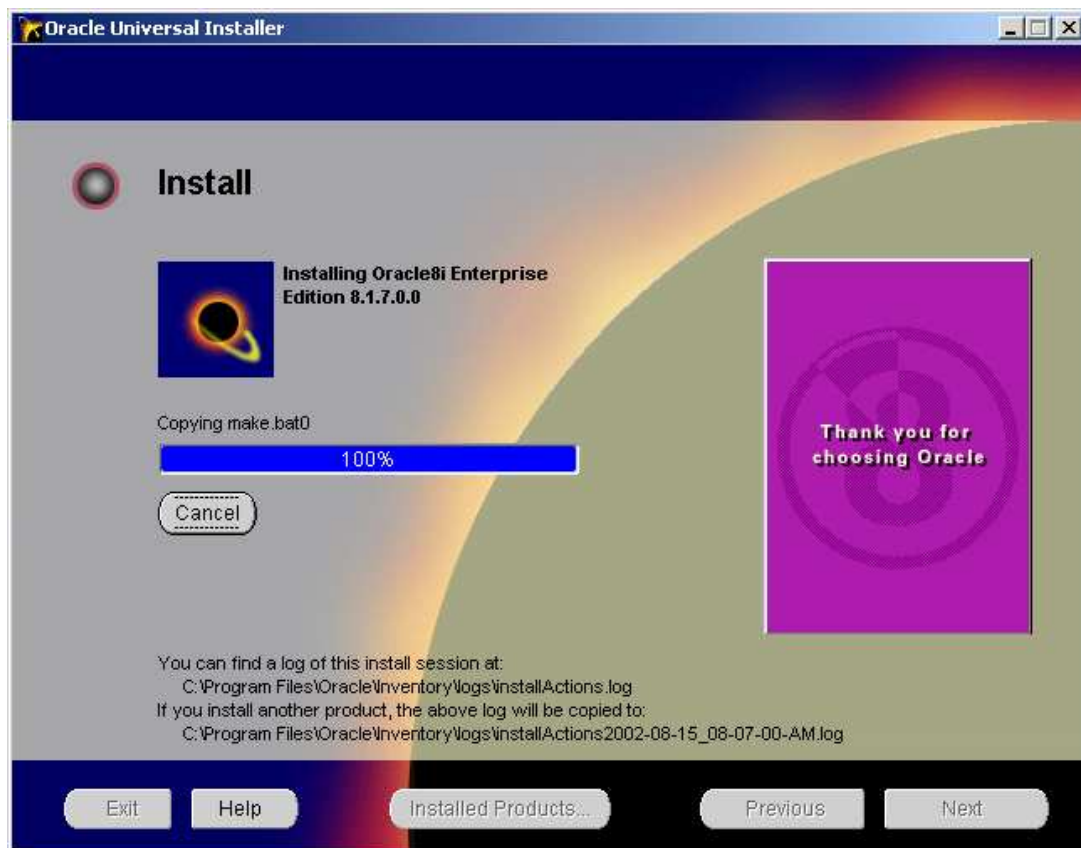 Oracle Universal Installer
Install
Installing Oracle8i Enterprise
Edition 8.1.7.0.0
Copying make.bat0
100%
Cancel
8
Thank you for
choosing Oracle
You can find a log of this install session at:
C:\Program Files\Oracle\Inventory\logs\installActions.log
If you install another product, the above log will be copied to:
C:\Program Files\Oracle\Inventory\logs\installActions2002-08-15_08-07-00-AM.log
Exit
Help
Installed Products...
Previous
Next